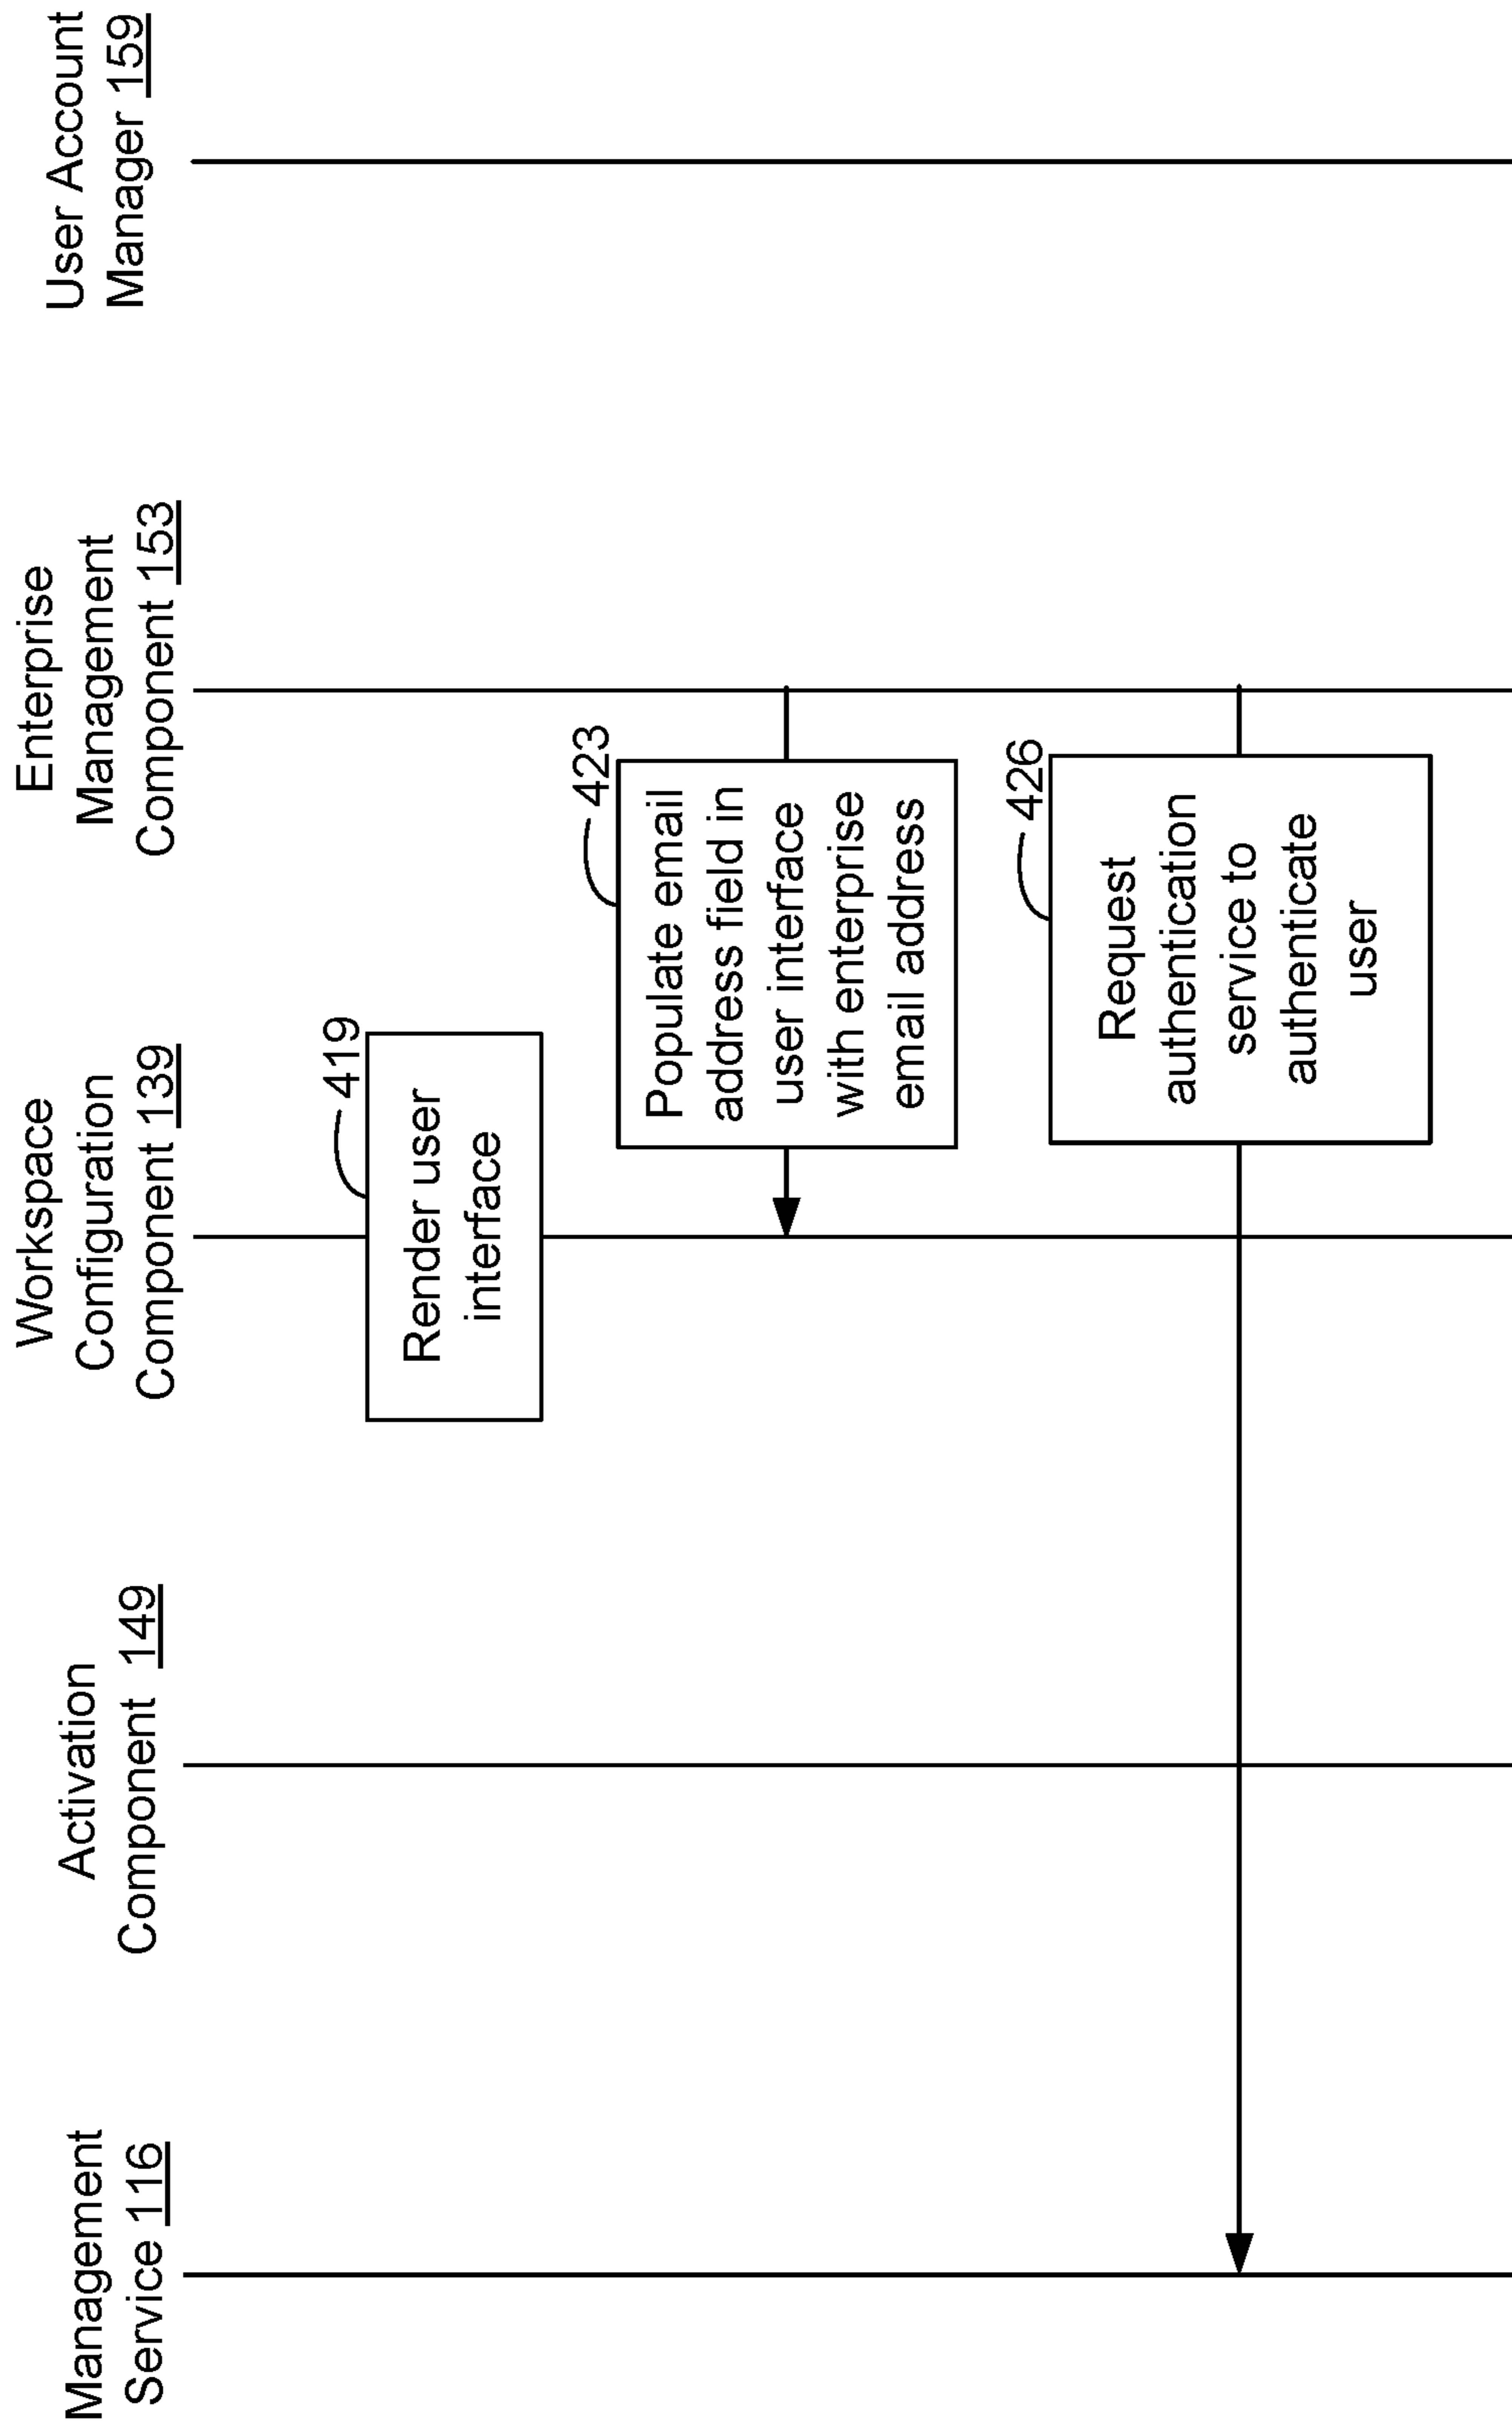 Management
Service 116
Activation
Component 149
Workspace
Configuration
Component 139
Enterprise
Management
Component 153
User Account
Manager 159
419
Render user
interface
423
Populate email
address field in
user interface
with enterprise
email address
426
Request
authentication
service to
authenticate
user